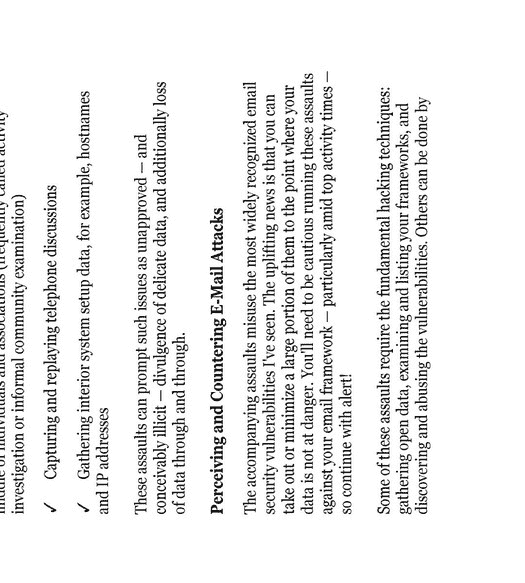 of individuals and associations (frequently called activity
investigation or informal community examination)
✓ Capturing and replaying telephone discussions
✓ Gathering interior system setup data, for example, hostnames
and IP addresses
These assaults can prompt such issues as unapproved — and
conceivably illicit — divulgence of delicate data, and additionally loss
of data through and through.
Perceiving and Countering E-Mail Attacks
The accompanying assaults misuse the most widely recognized email
security vulnerabilities I've seen. The uplifting news is that you can
take out or minimize a large portion of them to the point where your
data is not at danger. You'll need to be cautious running these assaults
against your email framework — particularly amid top activity times —
so continue with alert!
Some of these assaults require the fundamental hacking techniques:
gathering open data, examining and listing your frameworks, and
discovering and abusing the vulnerabilities. Others can be done by